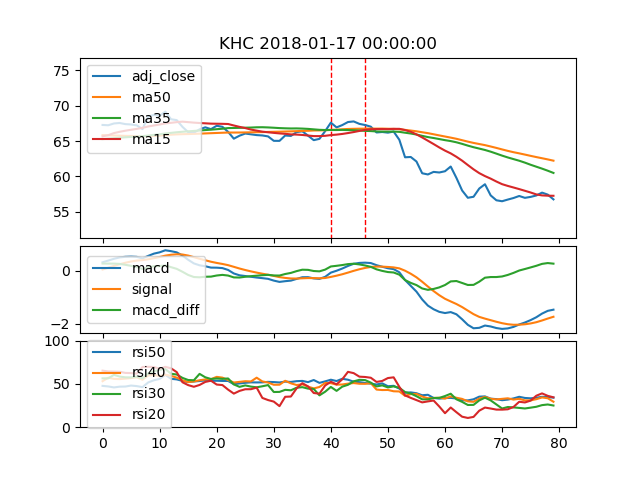 KHC 2018-01-17 00:00:00
75
70
65
60
55
adj_close
ma50
ma35
ma15
0
−2
macd
signal
macd_diff
100
50
0
rsi50
rsi40
rsi30
rsi20
0 10 20 30 40 50 60 70 80